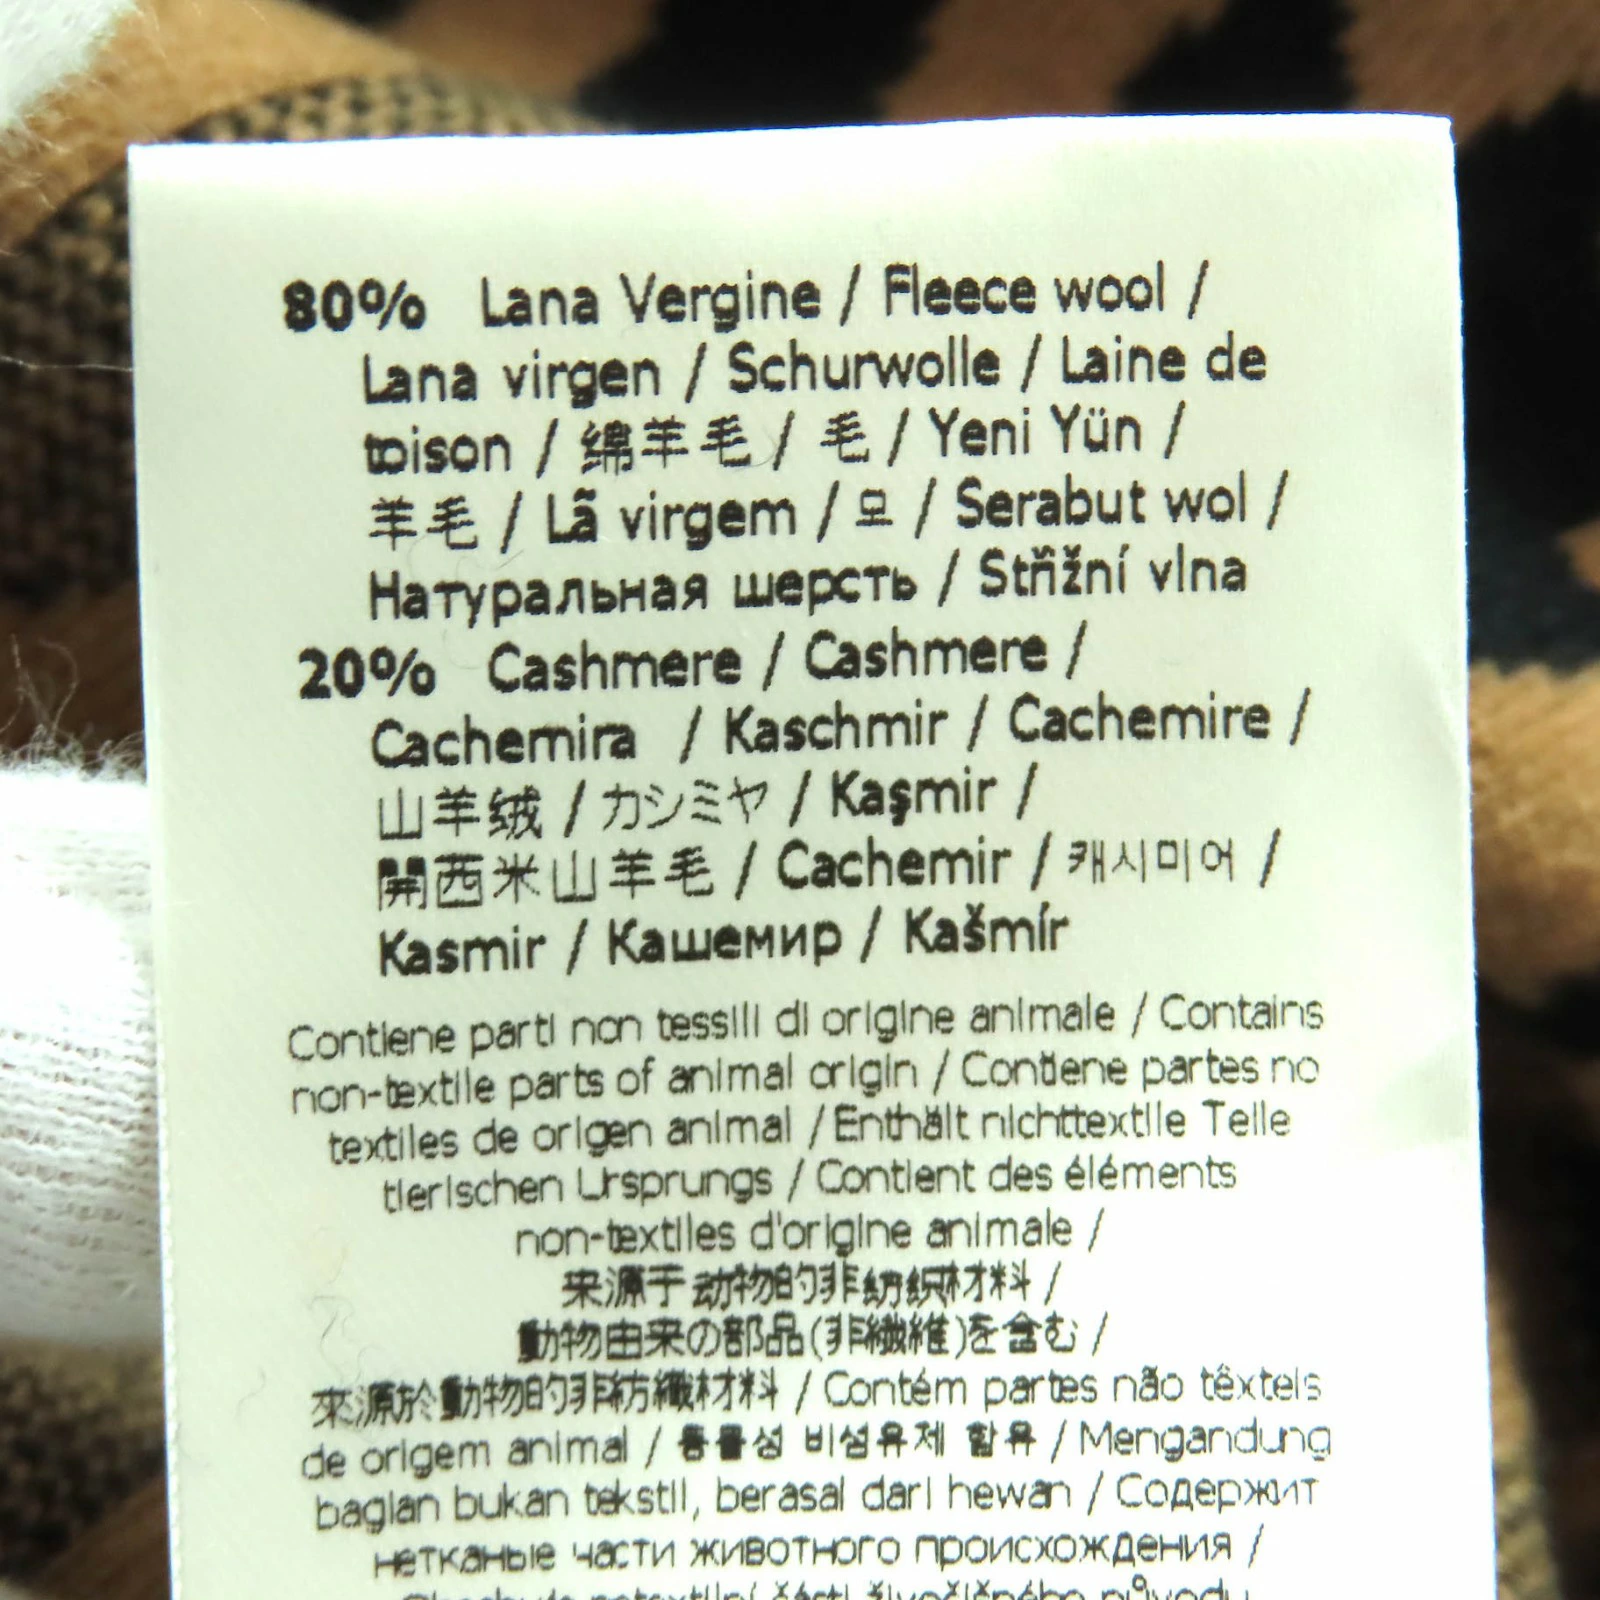 80% Lana Vergine / Fleece wool /
Lana virgen / Schurwolle / Laine de
toison / 绵羊毛 / 毛 / Yeni Yün /
羊毛 / Lã virgem / 모 / Serabut wol /
Натуральная шерсть / Střižní vlna
20% Cashmere / Cashmere /
Cachemira / Kaschmir / Cachemire /
山羊绒 / カシミヤ / Kaşmir /
開西米山羊毛 / Cachemir / 캐시미어 /
Kasmir / Кашемир / Kašmír
Contiene parti non tessili di origine animale / Contains
non-textile parts of animal origin / Contiene partes no
textiles de origen animal / Enthält nichttextile Teile
tierischen Ursprungs / Contient des éléments
non-textiles d'origine animale /
来源于动物的非纺织材料 /
動物由来の部品(非繊維)を含む /
來源於動物的非紡織材料 / Contém partes não têxteis
de origem animal / 동물성 비섬유제 함유 / Mengandung
bagian bukan tekstil, berasal dari hewan / Содержит
нетканые части животного происхождения /